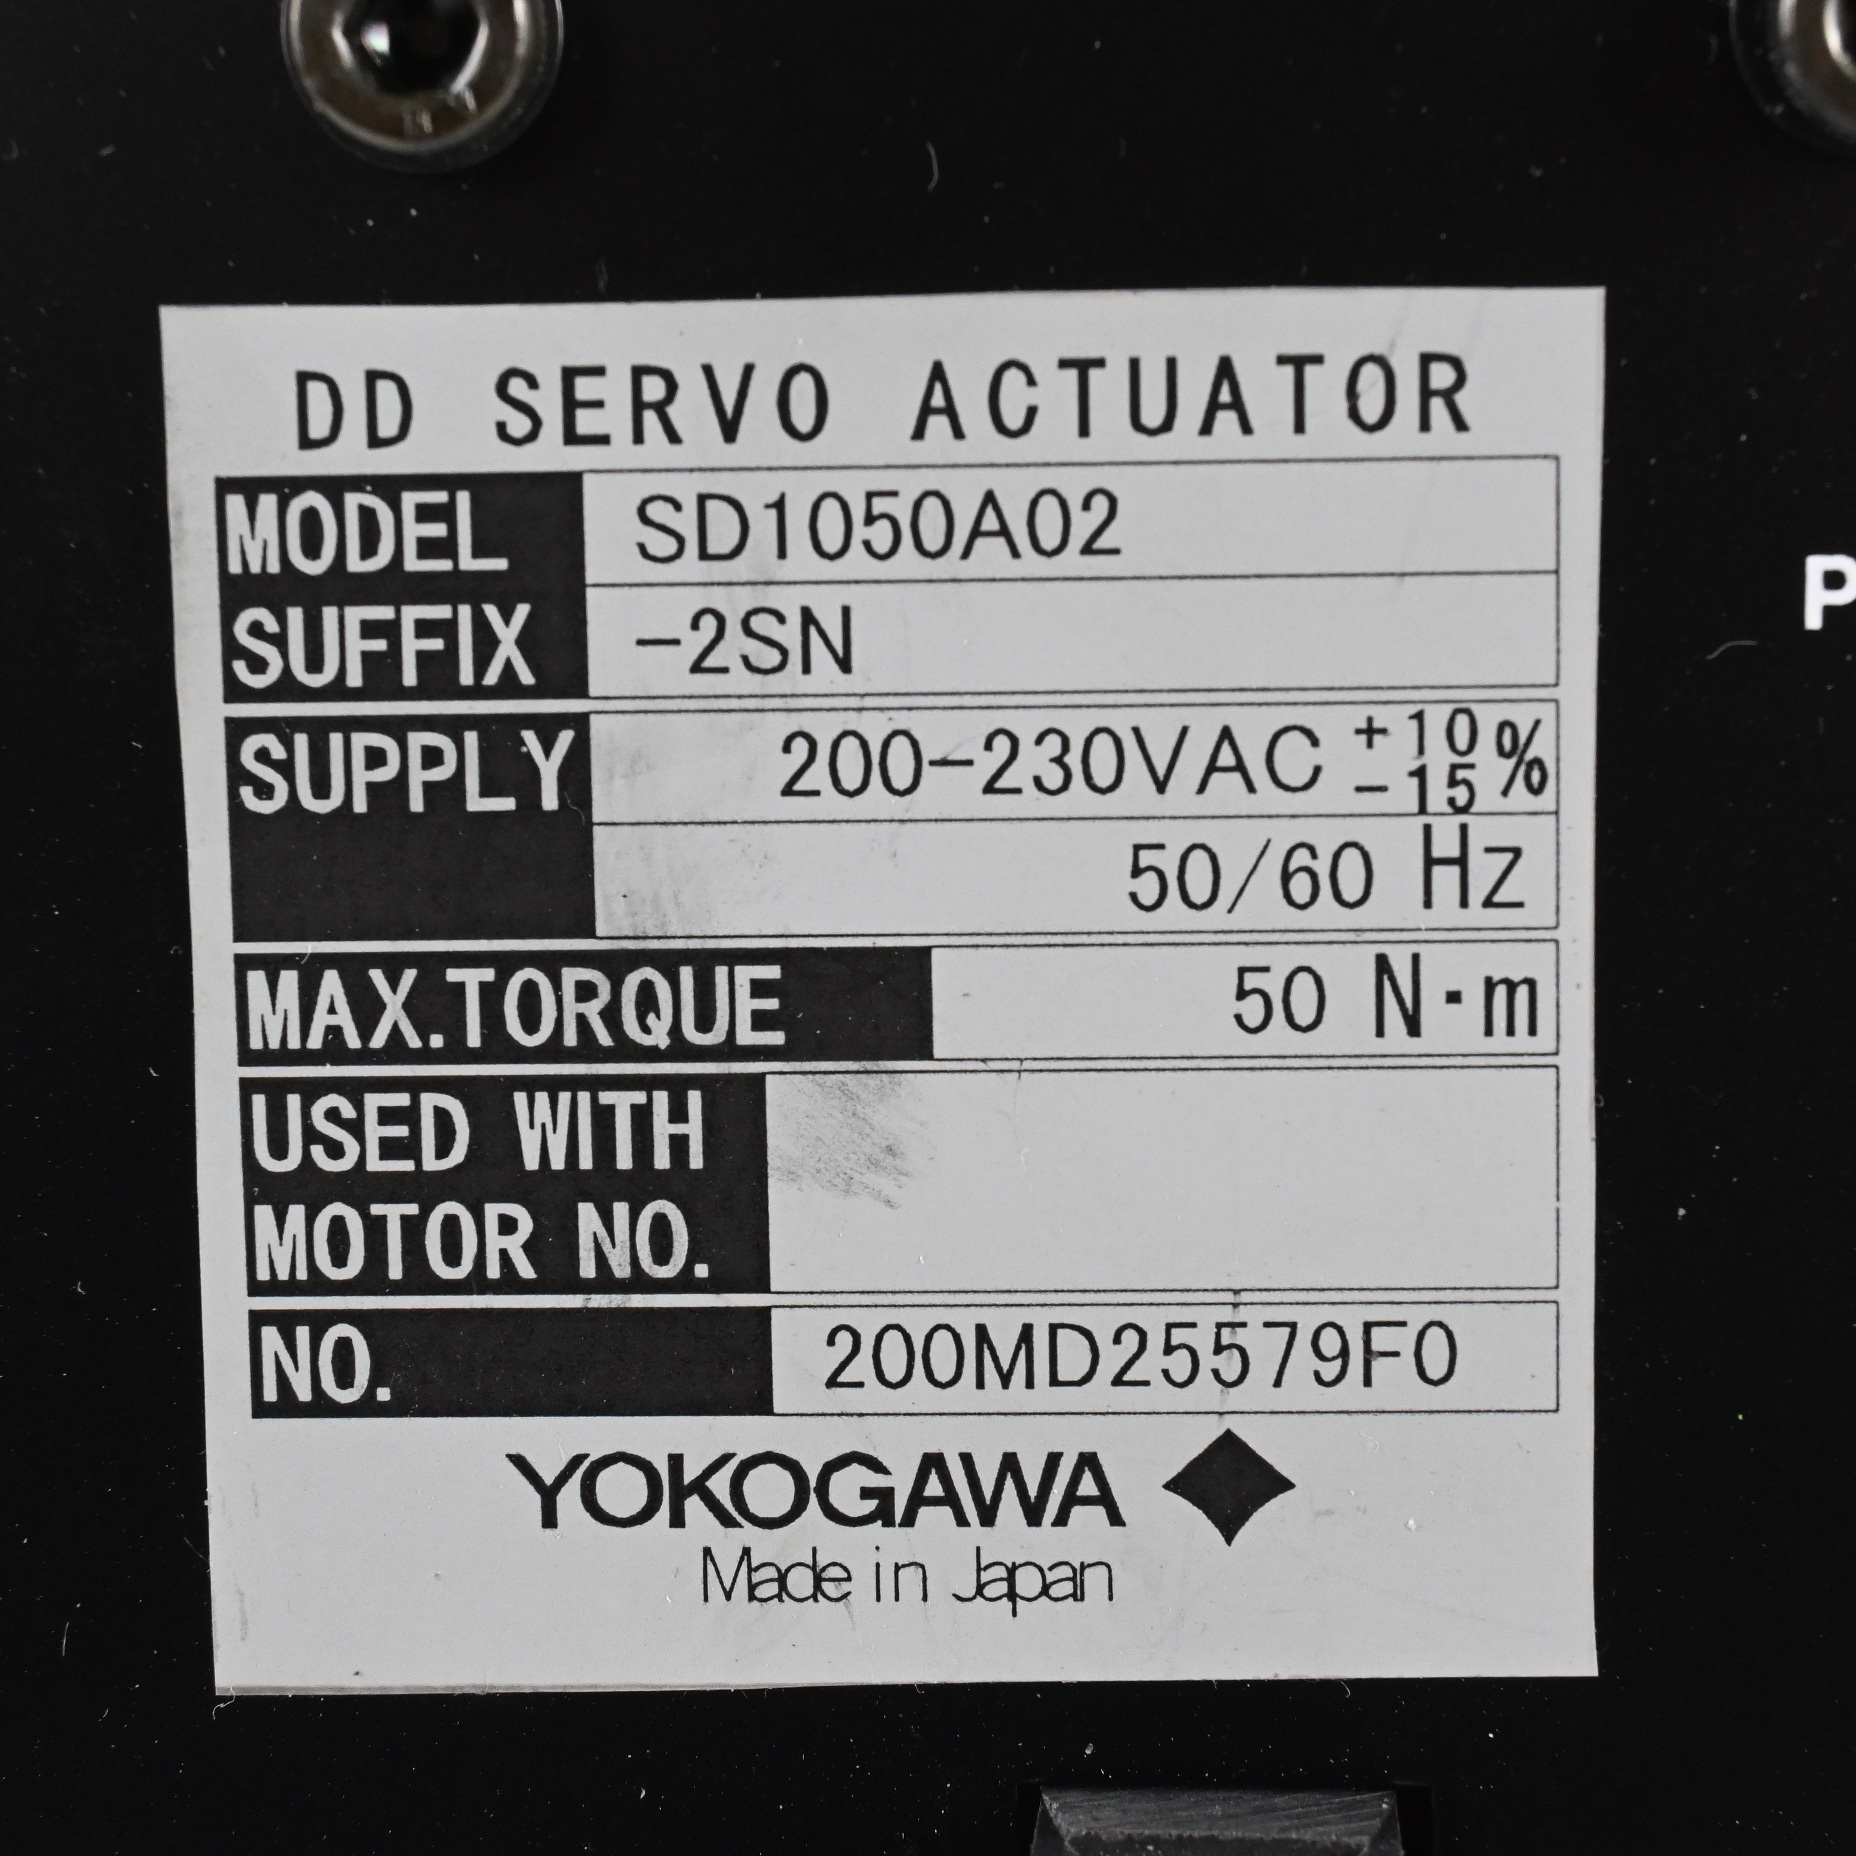 DD SERVO ACTUATOR
MODEL SD1050A02
SUFFIX -2SN
SUPPLY 200-230VAC +10 -15 %
50/60 Hz
MAX.TORQUE 50 N·m
USED WITH
MOTOR NO.
NO. 200MD25579F0
YOKOGAWA
Made in Japan
P